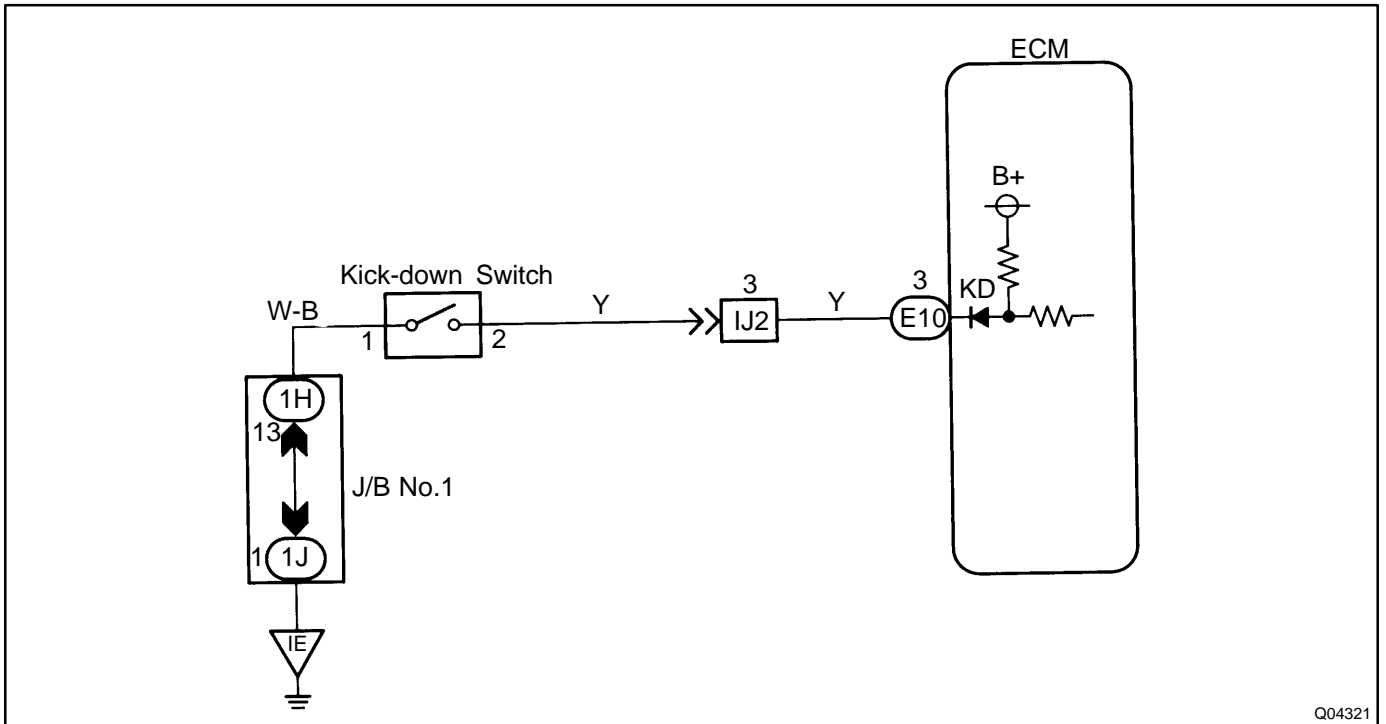 ECM
B+
Kick-down Switch
3
3
KD
W-B
Y
Y
IJ2
E10
1
2
1H
13
J/B No.1
1
1J
IE
Q04321